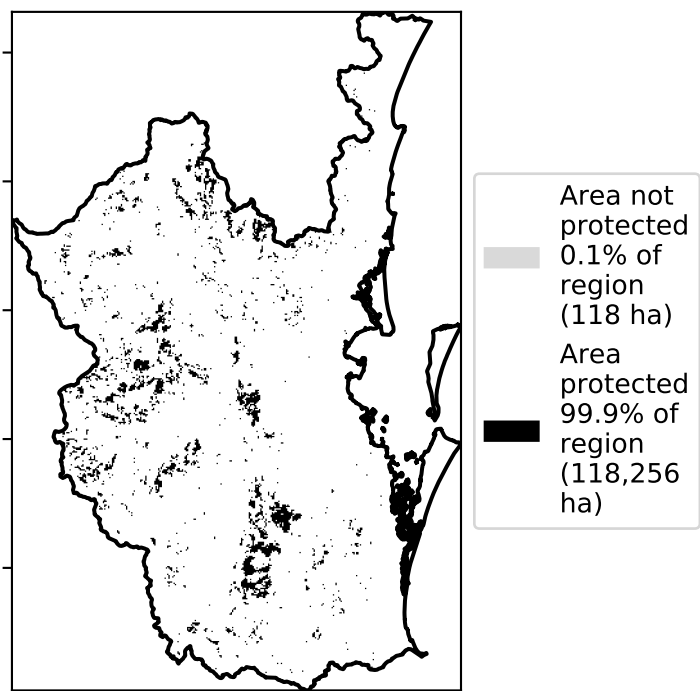 Area not
protected
0.1% of
region
(118 ha)
Area
protected
99.9% of
region
(118,256
ha)